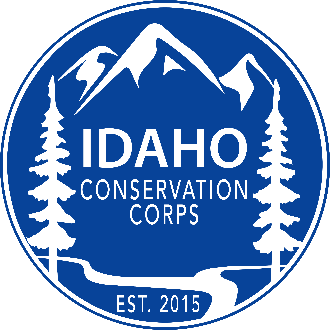 IDAHO
CONSERVATION
CORPS
EST. 2015